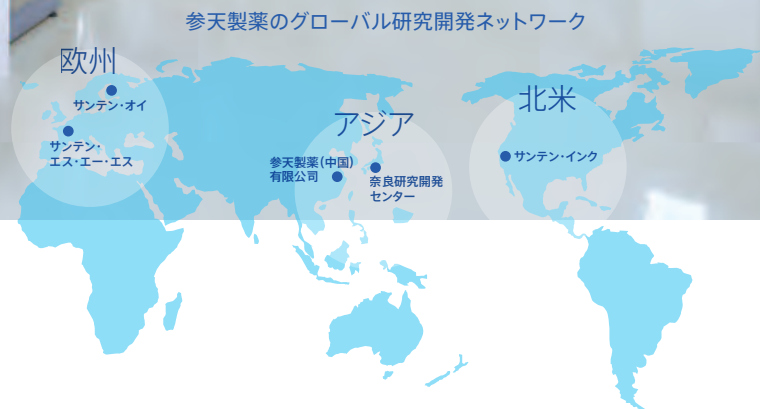 参天製薬のグローバル研究開発ネットワーク
欧州
サンテン・オイ
サンテン・
エス・エー・エス
アジア
参天製薬(中国)
有限公司
奈良研究開発
センター
北米
サンテン・インク